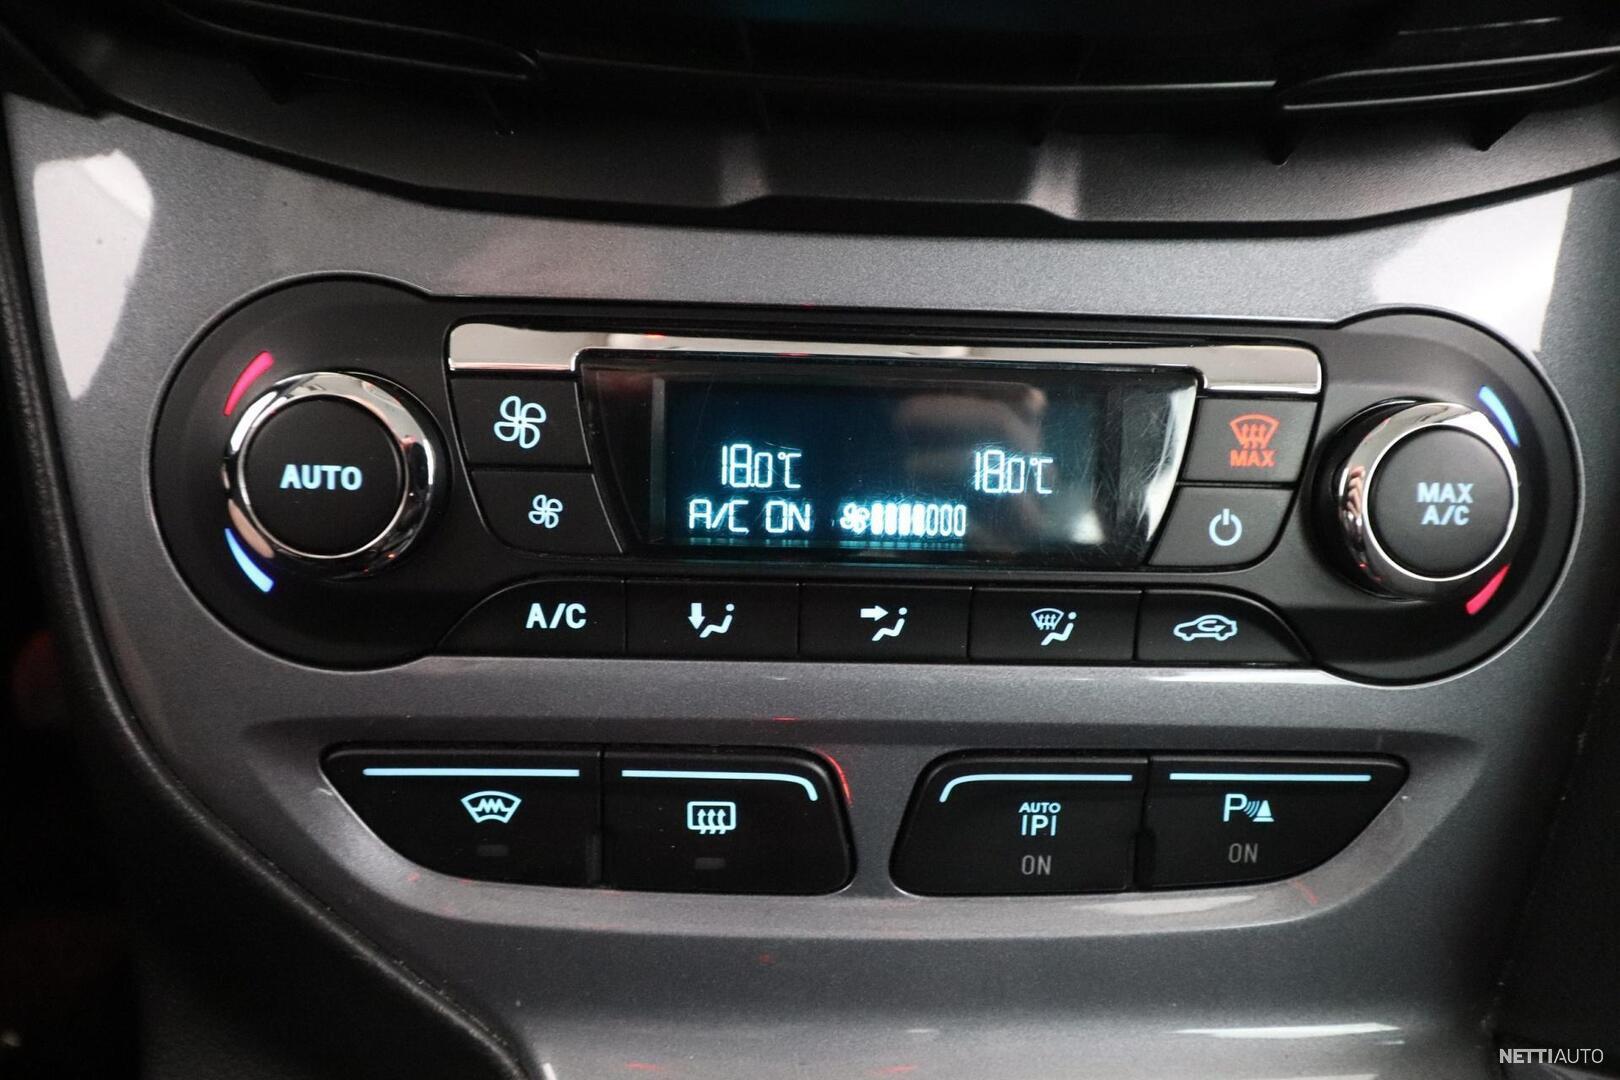 AUTO
18.0°C
18.0°C
A/C ON
MAX
MAX
A/C
A/C
AUTO
P
ON
P
ON
NETTIAUTO